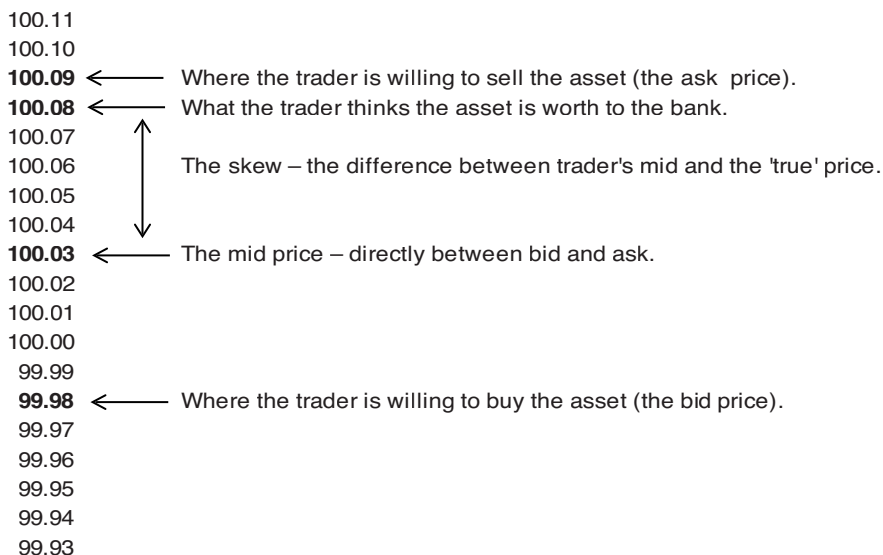 100.11
100.10
100.09 Where the trader is willing to sell the asset (the ask price).
100.08 What the trader thinks the asset is worth to the bank.
100.07
100.06 The skew – the difference between trader's mid and the 'true' price.
100.05
100.04
100.03 The mid price – directly between bid and ask.
100.02
100.01
100.00
99.99
99.98 Where the trader is willing to buy the asset (the bid price).
99.97
99.96
99.95
99.94
99.93